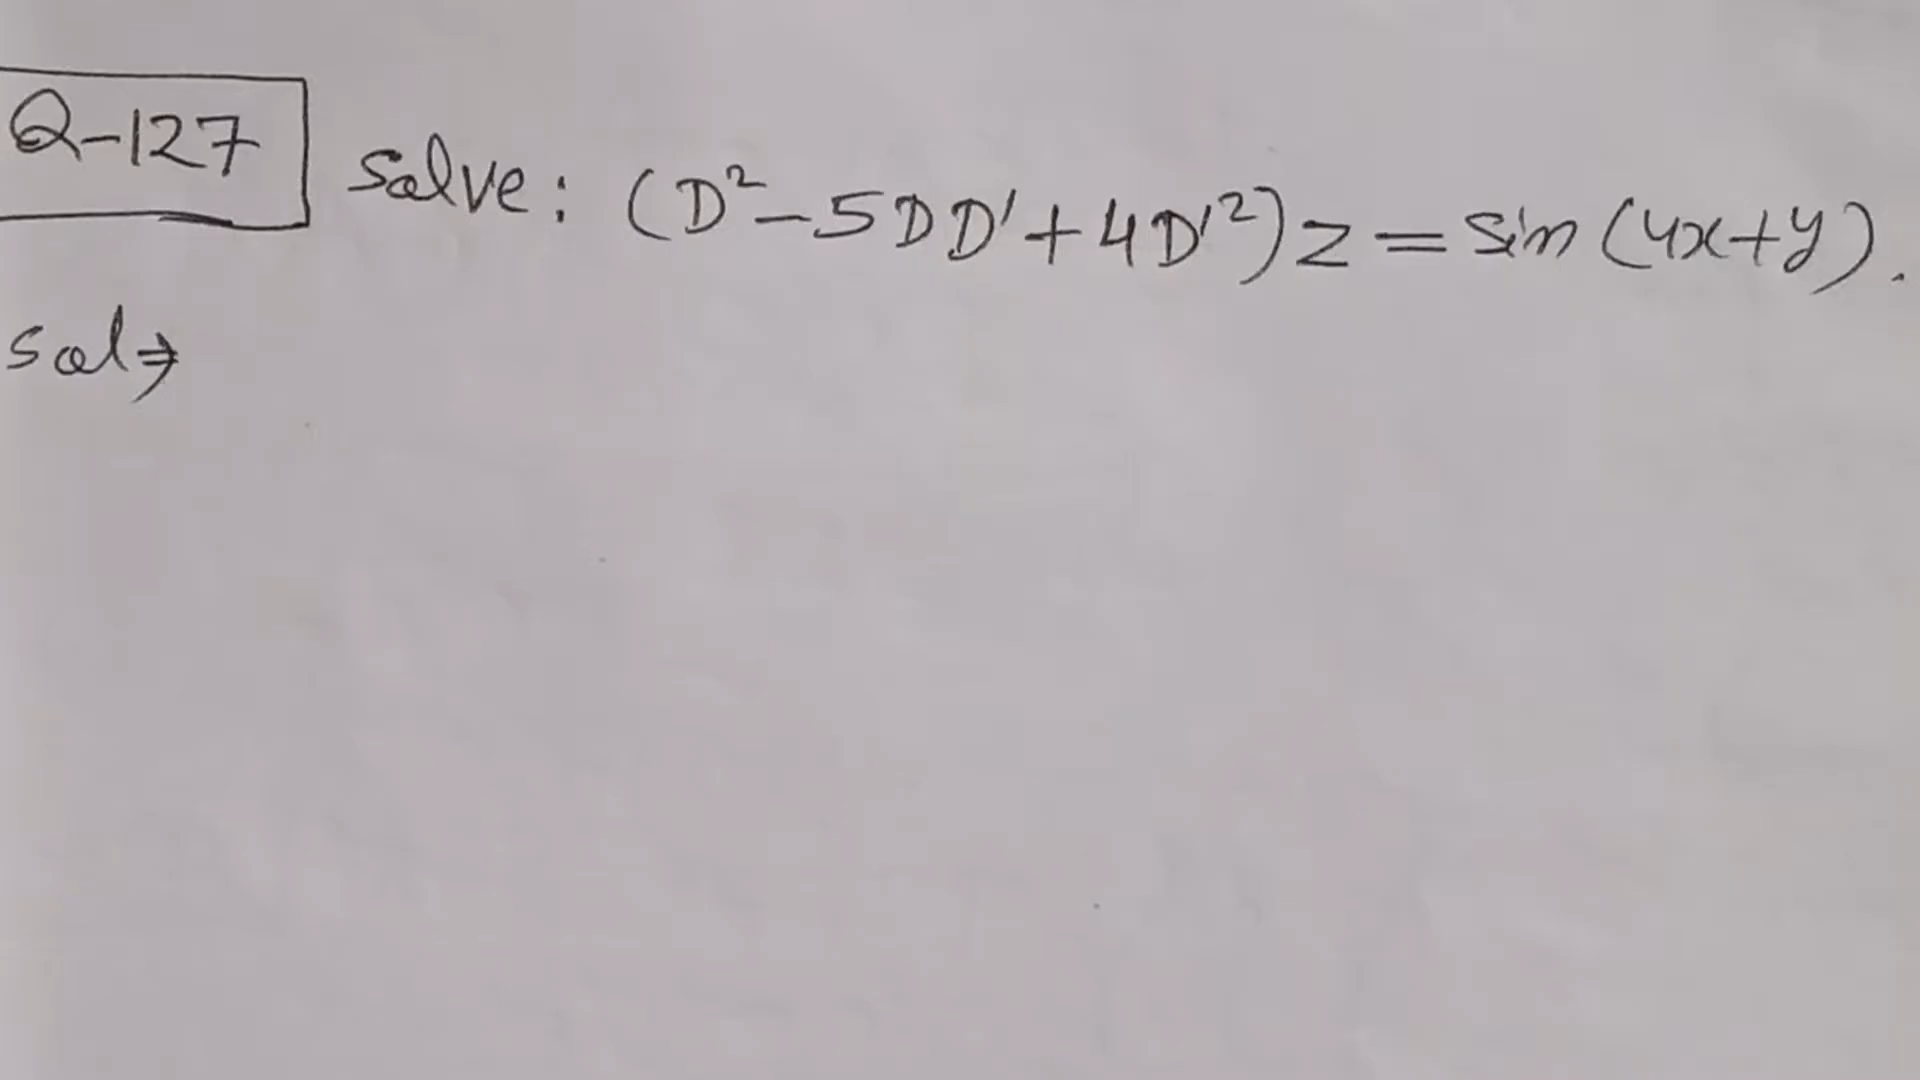 Q-127 Solve: (D²-5DD'+4D'²)z=Sin(4x+y).
Sol⇒